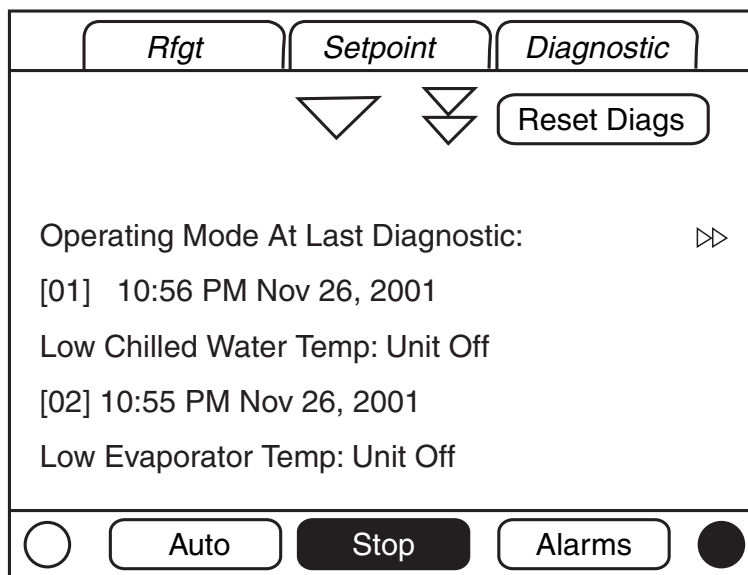 Rfgt Setpoint Diagnostic
Reset Diags
Operating Mode At Last Diagnostic:
[01] 10:56 PM Nov 26, 2001
Low Chilled Water Temp: Unit Off
[02] 10:55 PM Nov 26, 2001
Low Evaporator Temp: Unit Off
Auto Stop Alarms